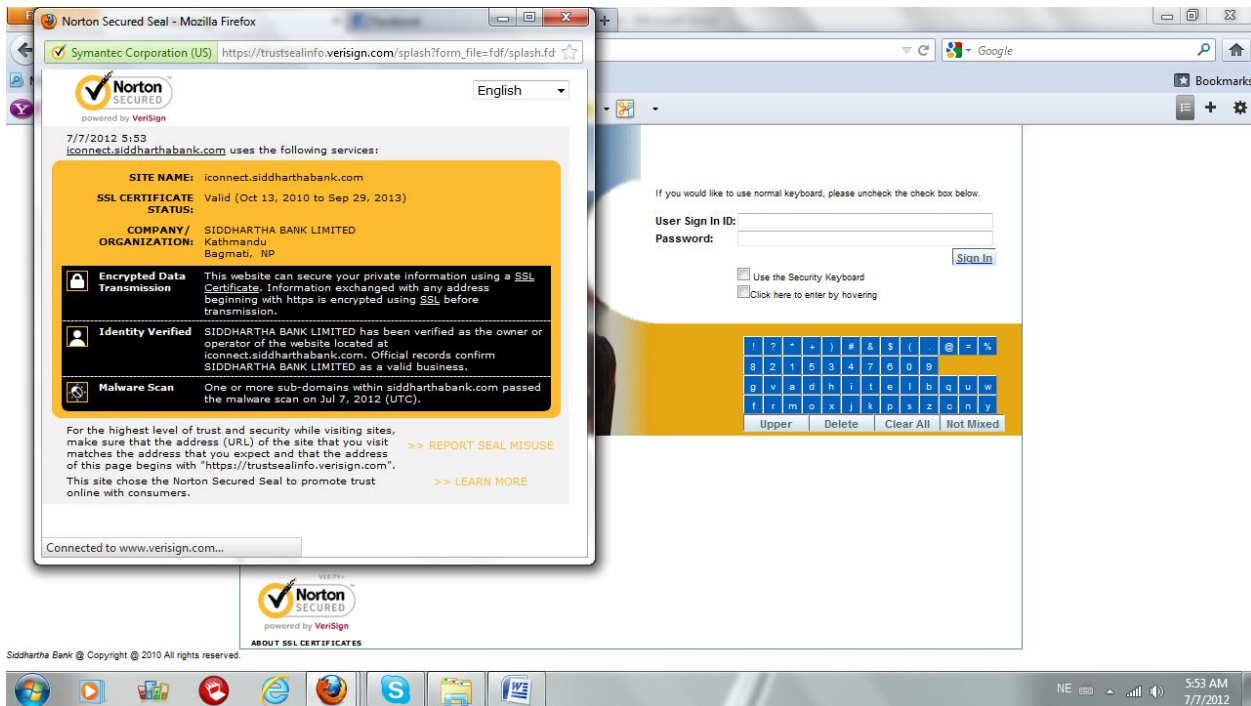 Norton Secured Seal - Mozilla Firefox
Symantec Corporation (US) https://trustsealinfo.verisign.com/splash?form_file=fdf/splash.fd
Google
Bookmarks
Norton
SECURED
powered by VeriSign
English
7/7/2012 5:53
iconnect.siddharthabank.com uses the following services:
SITE NAME: iconnect.siddharthabank.com
SSL CERTIFICATE STATUS: Valid (Oct 13, 2010 to Sep 29, 2013)
COMPANY/ ORGANIZATION: SIDDHARTHA BANK LIMITED
Kathmandu
Bagmati, NP
Encrypted Data Transmission
This website can secure your private information using a SSL
Certificate. Information exchanged with any address
beginning with https is encrypted using SSL before
transmission.
Identity Verified
SIDDHARTHA BANK LIMITED has been verified as the owner or
operator of the website located at
iconnect.siddharthabank.com. Official records confirm
SIDDHARTHA BANK LIMITED as a valid business.
Malware Scan
One or more sub-domains within siddharthabank.com passed
the malware scan on Jul 7, 2012 (UTC).
For the highest level of trust and security while visiting sites,
make sure that the address (URL) of the site that you visit
matches the address that you expect and that the address
of this page begins with "https://trustsealinfo.verisign.com".
>> REPORT SEAL MISUSE
This site chose the Norton Secured Seal to promote trust
online with consumers.
>> LEARN MORE
Connected to www.verisign.com...
If you would like to use normal keyboard, please uncheck the check box below.
User Sign In ID:
Password:
Sign In
Use the Security Keyboard
Click here to enter by hovering
! ? * + ) # & $ ( . @ = %
8 2 1 5 3 4 7 6 0 9
g v a d h i t e l b q u w
f r m o x j k p s z c n y
Upper Delete Clear All Not Mixed
VERIFY▸
Norton
SECURED
powered by VeriSign
ABOUT SSL CERTIFICATES
Siddhartha Bank @ Copyright @ 2010 All rights reserved.
NE
5:53 AM
7/7/2012